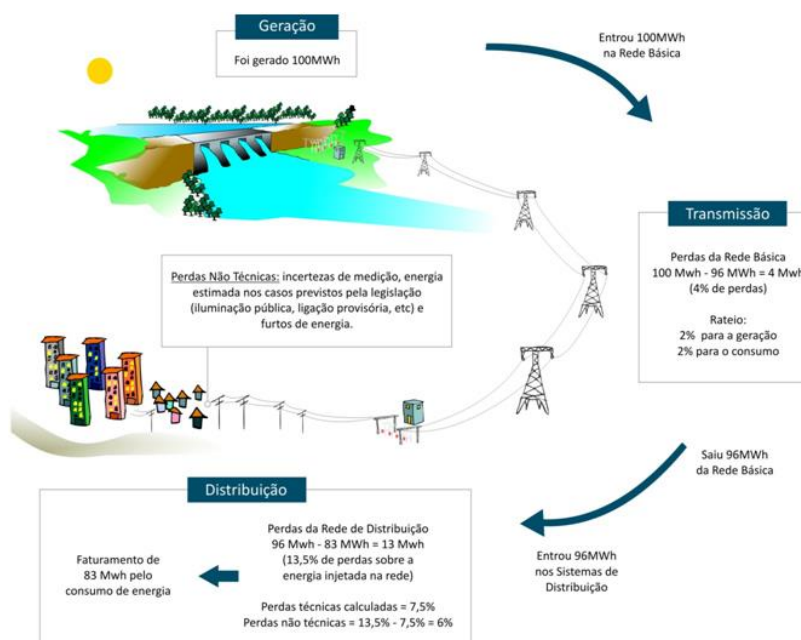 Geração
Foi gerado 100MWh
Entrou 100MWh
na Rede Básica
Transmissão
Perdas da Rede Básica
100 Mwh - 96 MWh = 4 Mwh
(4% de perdas)
Rateio:
2% para a geração
2% para o consumo
Perdas Não Técnicas: incertezas de medição, energia
estimada nos casos previstos pela legislação
(iluminação pública, ligação provisória, etc) e
furtos de energia.
Saiu 96MWh
da Rede Básica
Entrou 96MWh
nos Sistemas de
Distribuição
Distribuição
Perdas da Rede de Distribuição
96 Mwh - 83 MWh = 13 Mwh
(13,5% de perdas sobre a
energia injetada na rede)
Perdas técnicas calculadas = 7,5%
Perdas não técnicas = 13,5% - 7,5% = 6%
Faturamento de
83 Mwh pelo
consumo de energia